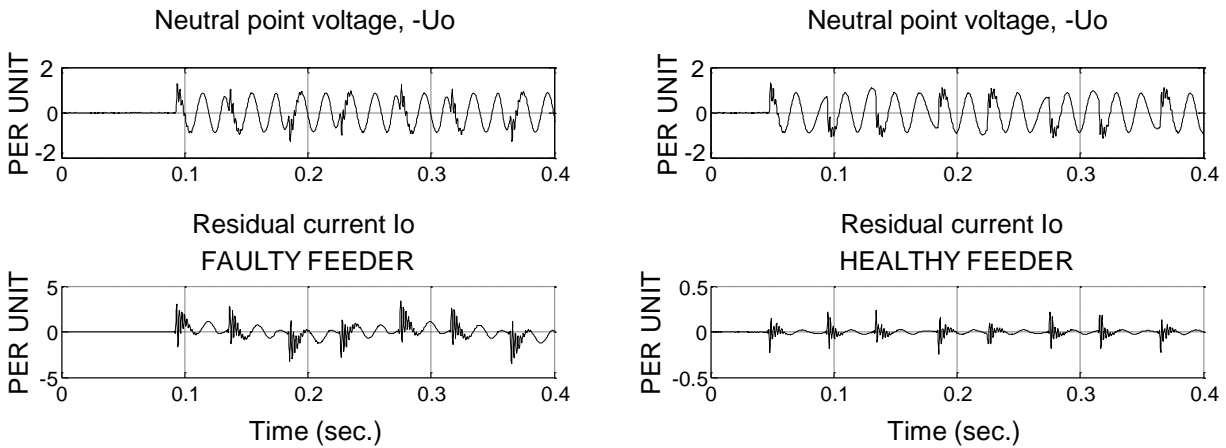 Neutral point voltage, -Uo
PER UNIT
2
0
-2
0 0.1 0.2 0.3 0.4
Residual current Io
FAULTY FEEDER
PER UNIT
5
0
-5
0 0.1 0.2 0.3 0.4
Time (sec.)
Neutral point voltage, -Uo
PER UNIT
2
0
-2
0 0.1 0.2 0.3 0.4
Residual current Io
HEALTHY FEEDER
PER UNIT
0.5
0
-0.5
0 0.1 0.2 0.3 0.4
Time (sec.)